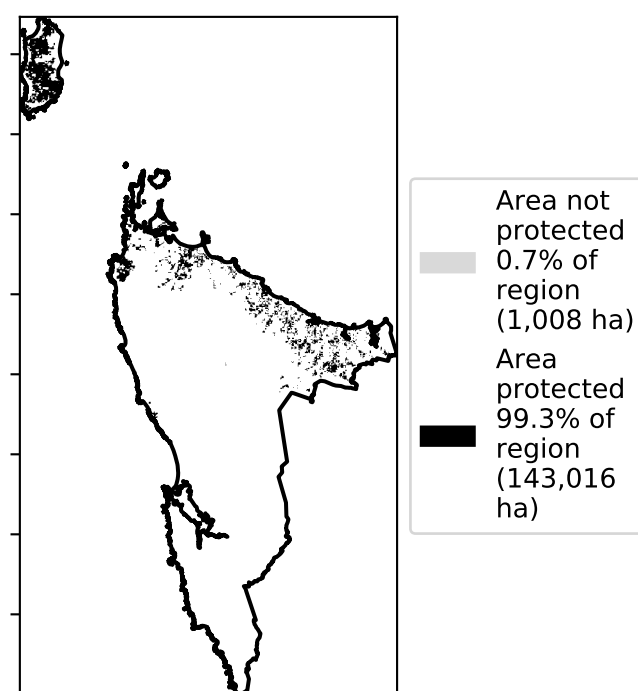 Area not
protected
0.7% of
region
(1,008 ha)
Area
protected
99.3% of
region
(143,016
ha)